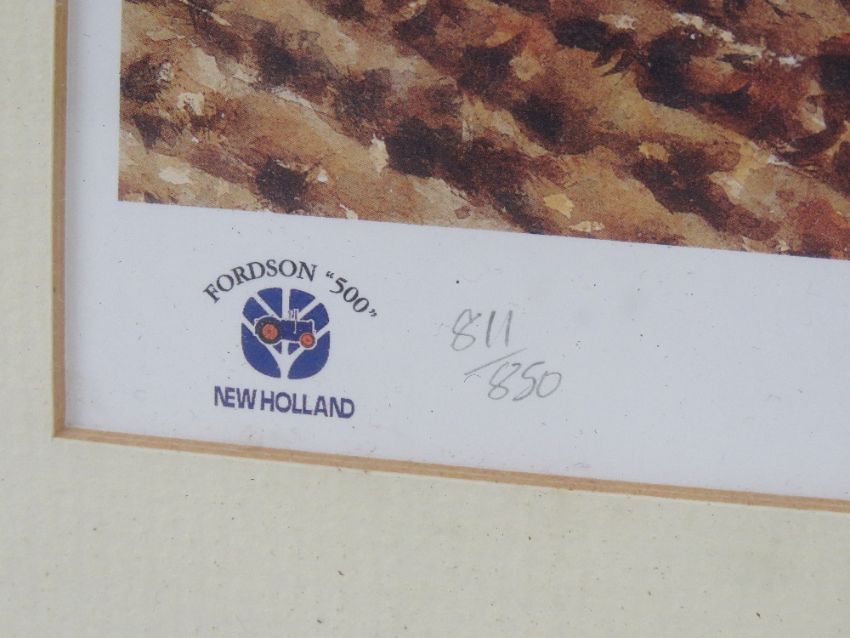 FORDSON "500"
NEW HOLLAND
811
/850